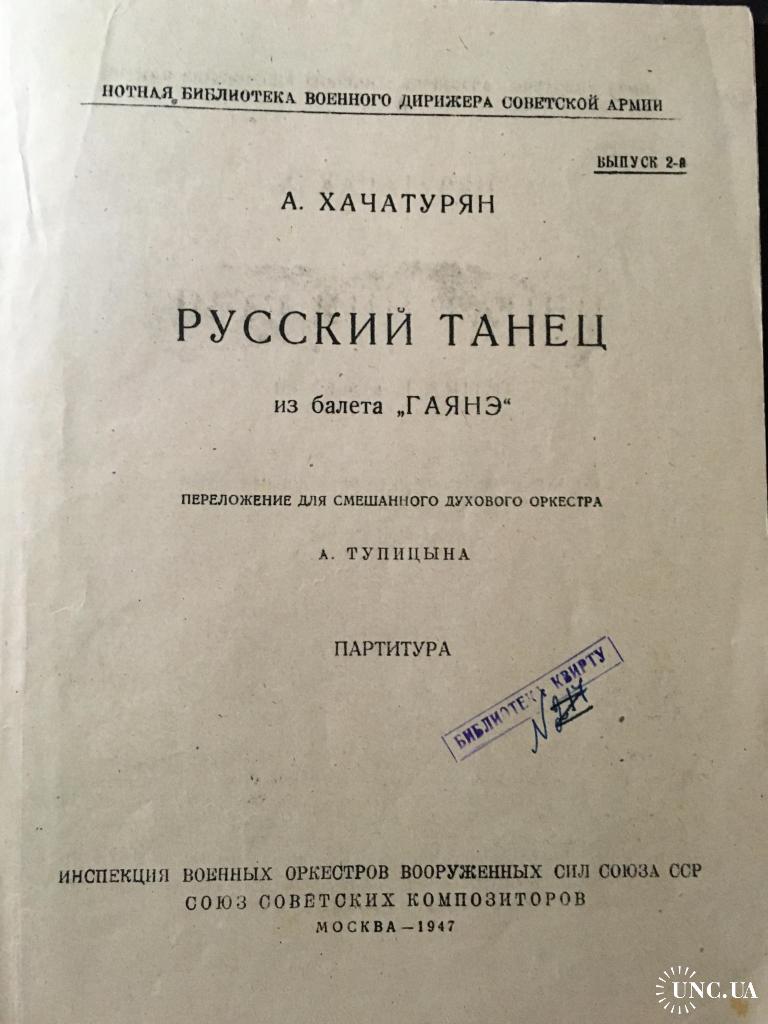 НОТНАЯ БИБЛИОТЕКА ВОЕННОГО ДИРИЖЕРА СОВЕТСКОЙ АРМИИ
ВЫПУСК 2-й
А. ХАЧАТУРЯН
РУССКИЙ ТАНЕЦ
из балета „ГАЯНЭ“
ПЕРЕЛОЖЕНИЕ ДЛЯ СМЕШАННОГО ДУХОВОГО ОРКЕСТРА
А. ТУПИЦЫНА
ПАРТИТУРА
БИБЛИОТЕКА КВИРТУ
ИНСПЕКЦИЯ ВОЕННЫХ ОРКЕСТРОВ ВООРУЖЕННЫХ СИЛ СОЮЗА ССР
СОЮЗ СОВЕТСКИХ КОМПОЗИТОРОВ
МОСКВА—1947
UNC.UA